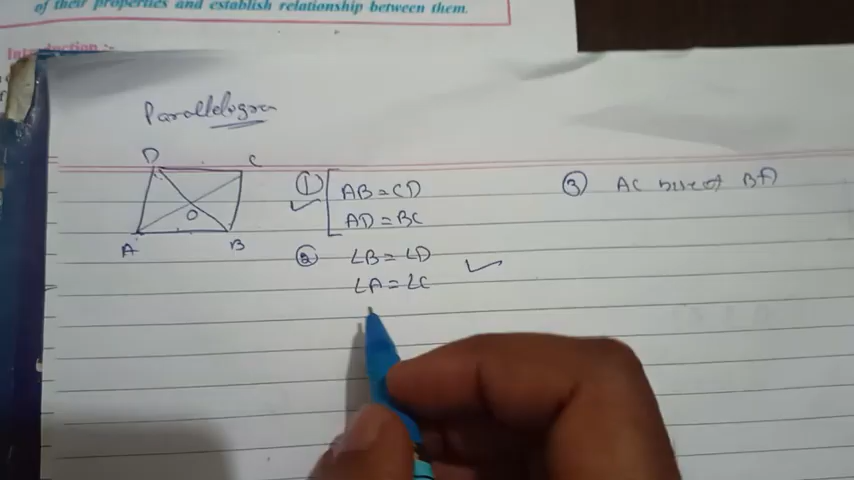 of their properties and establish relationship between them.
Introduction :-
Parallelogram
D
C
O
A
B
① AB = CD
AD = BC
② ∠B = ∠D
∠A = ∠C
③ AC bisect BD